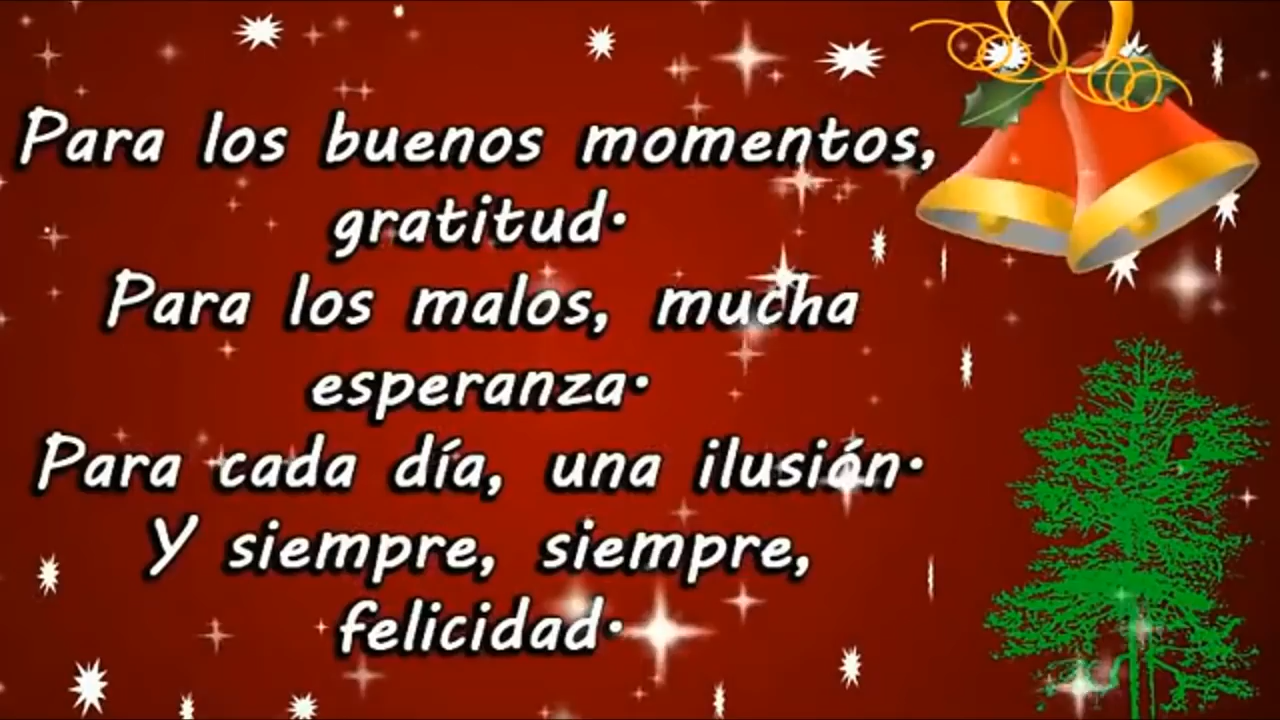 Para los buenos momentos,
gratitud.
Para los malos, mucha
esperanza.
Para cada día, una ilusión.
Y siempre, siempre,
felicidad.